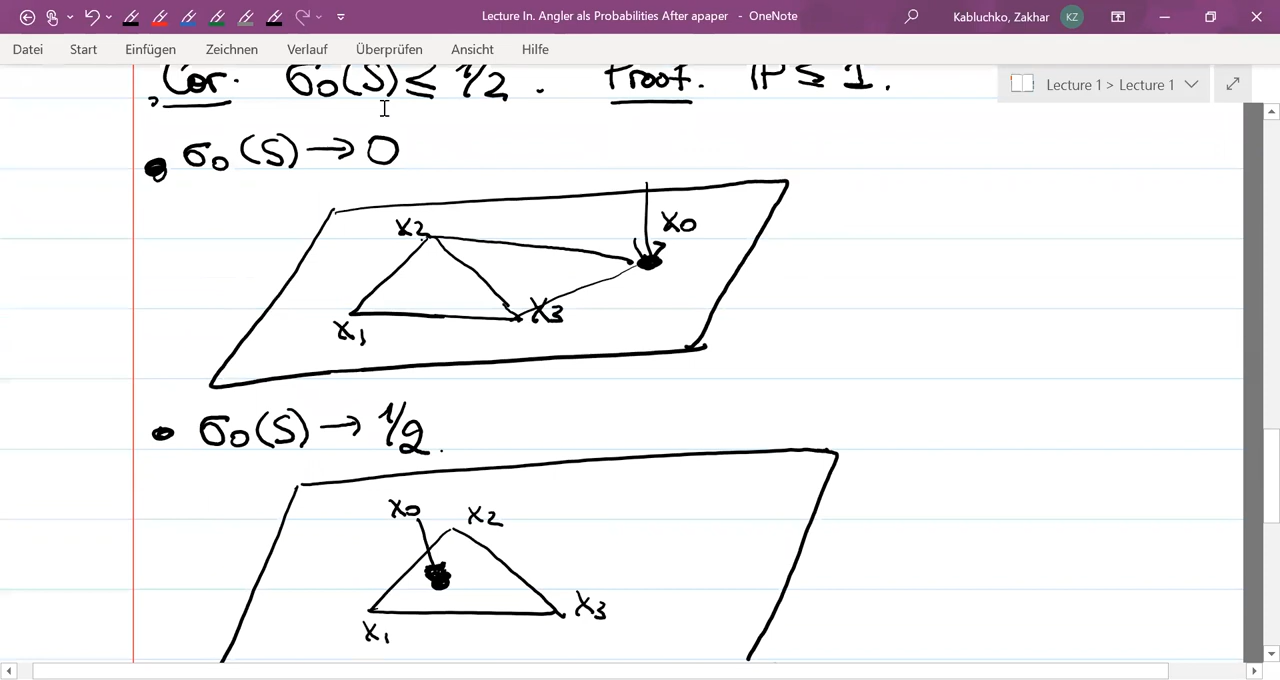 Lecture In. Angler als Probabilities After apaper - OneNote
Kabluchko, Zakhar KZ
Datei Start Einfügen Zeichnen Verlauf Überprüfen Ansicht Hilfe
Cor. σ0(S) ≤ 1/2. Proof. P ≤ 1.
Lecture 1 > Lecture 1
• σ0(S) → 0
x2
x0
x1
x3
• σ0(S) → 1/2.
x0
x2
x3
x1